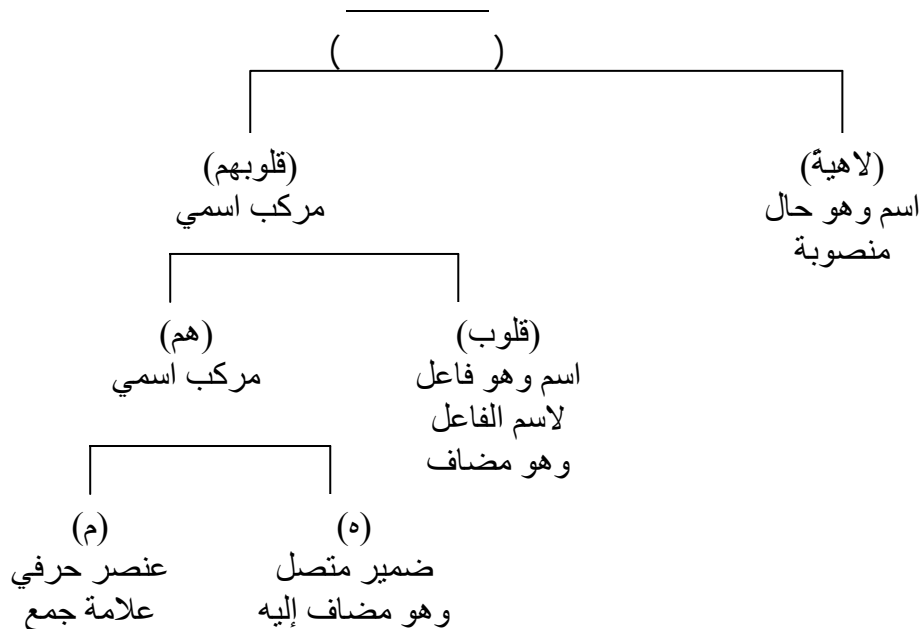 ( )
(لاهيةً)
اسم وهو حال
منصوبة
(قلوبهم)
مركب اسمي
(قلوب)
اسم وهو فاعل
لاسم الفاعل
وهو مضاف
(هم)
مركب اسمي
(ه)
ضمير متصل
وهو مضاف إليه
(م)
عنصر حرفي
علامة جمع